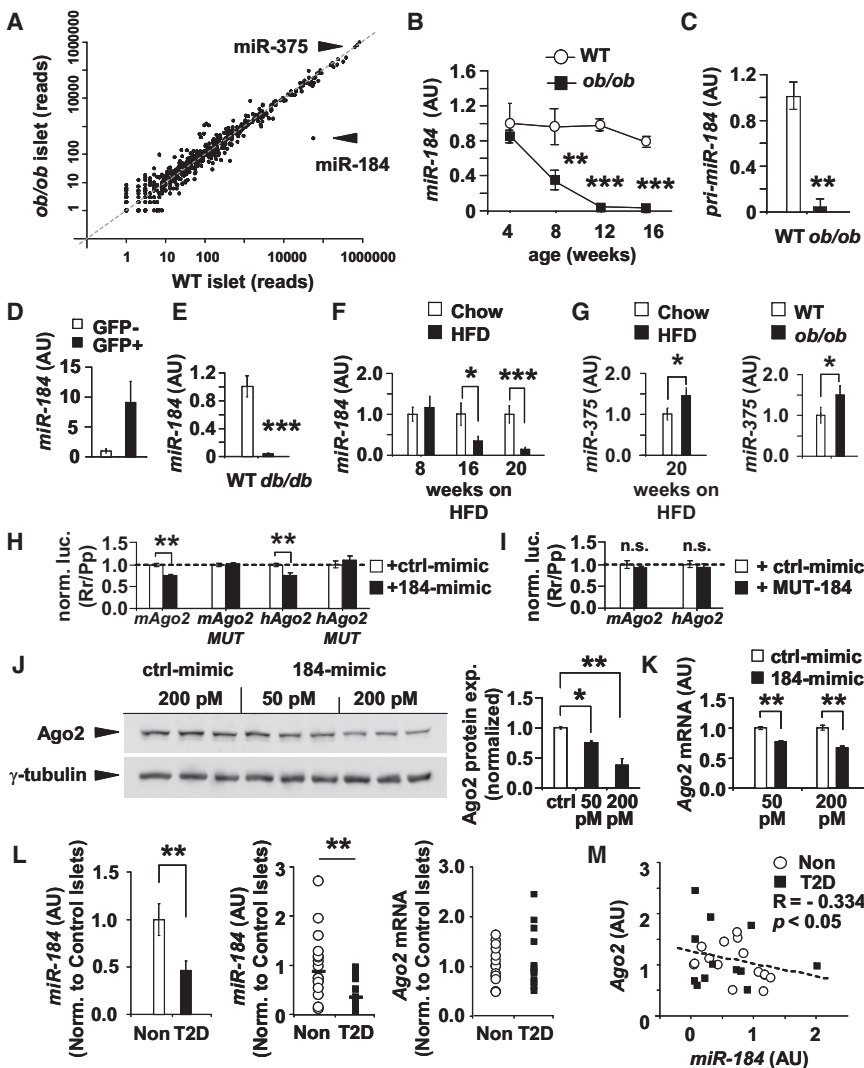 A
ob/ob islet (reads)
1000000
10000
1000
100
10
1
miR-375
miR-184
1 10 100 10000 1000000
WT islet (reads)
B
WT
ob/ob
miR-184 (AU)
1.6
1.2
0.8
0.4
0
**
***
***
4 8 12 16
age (weeks)
C
pri-miR-184 (AU)
1.2
0.8
0.4
0
**
WT ob/ob
D
GFP-
GFP+
miR-184 (AU)
15
10
5
0
E
miR-184 (AU)
1.2
0.8
0.4
0
***
WT db/db
F
Chow
HFD
miR-184 (AU)
2.0
1.0
0.0
*
***
8 16 20
weeks on
HFD
G
Chow
HFD
miR-375 (AU)
2.0
1.0
0.0
*
20
weeks on
HFD
WT
ob/ob
miR-375 (AU)
2.0
1.0
0.0
*
H
norm. luc.
(Rr/Pp)
1.5
1.0
0.5
0.0
**
**
mAgo2 mAgo2 hAgo2 hAgo2
MUT MUT
+ctrl-mimic
+184-mimic
I
norm. luc.
(Rr/Pp)
1.5
1.0
0.5
0.0
n.s. n.s.
mAgo2 hAgo2
+ ctrl-mimic
+ MUT-184
J
ctrl-mimic 184-mimic
200 pM 50 pM 200 pM
Ago2
γ-tubulin
Ago2 protein exp.
(normalized)
1.5
1.0
0.5
0.0
**
*
ctrl 50 200
pM pM
K
ctrl-mimic
184-mimic
Ago2 mRNA (AU)
1.5
1.0
0.5
0.0
** **
50 200
pM pM
L
miR-184 (AU)
(Norm. to Control Islets)
1.5
1.0
0.5
0.0
**
Non T2D
miR-184 (AU)
(Norm. to Control Islets)
3
2
1
0
**
Non T2D
Ago2 mRNA
(Norm. to Control Islets)
3.0
2.0
1.0
0.0
Non T2D
M
Ago2 (AU)
3
2
1
0
Non
T2D
R = - 0.334
p < 0.05
0 1 2
miR-184 (AU)